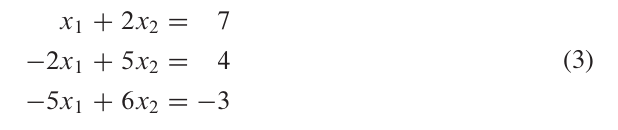 x₁ + 2x₂ = 7
−2x₁ + 5x₂ = 4 (3)
−5x₁ + 6x₂ = −3